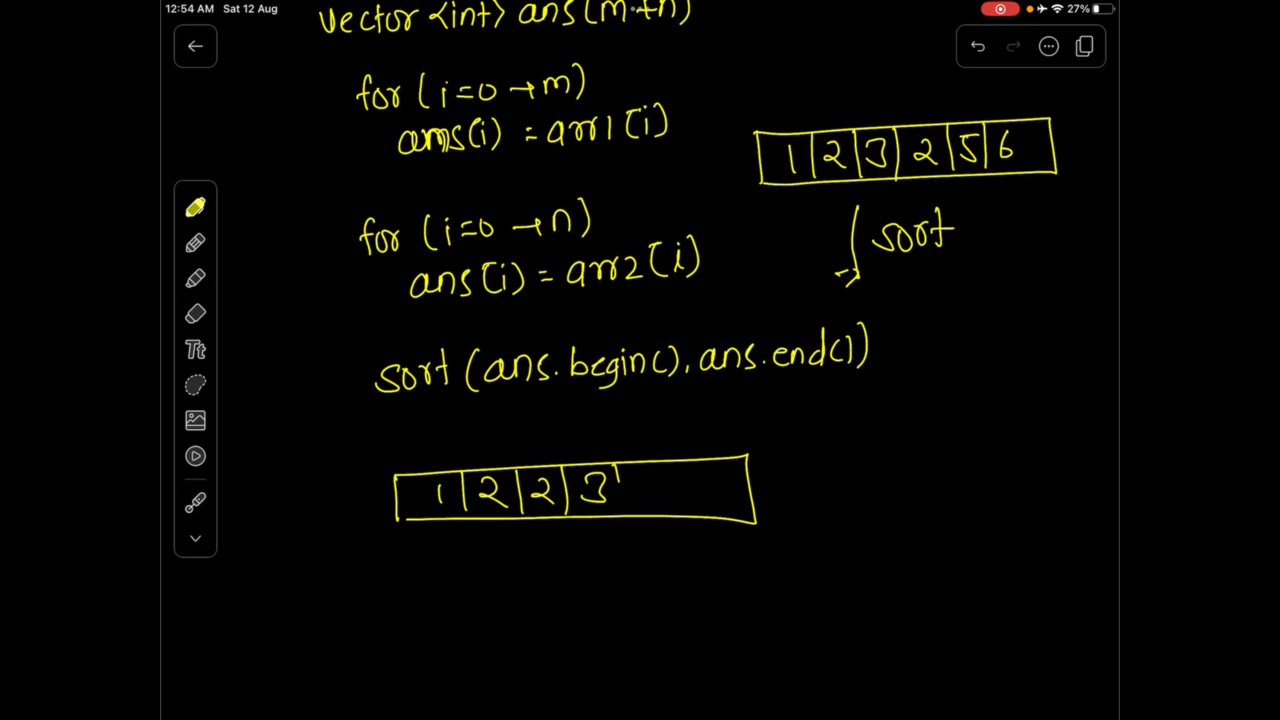 12:54 AM Sat 12 Aug
27%
vector <int> ans(m+n)
for (i=0 → m)
ans(i) = arr1(i)
1 2 3 2 5 6
for (i=0 → n)
sort
ans(i) = arr2(i)
Tt
sort (ans.begin(), ans.end())
1 2 2 3